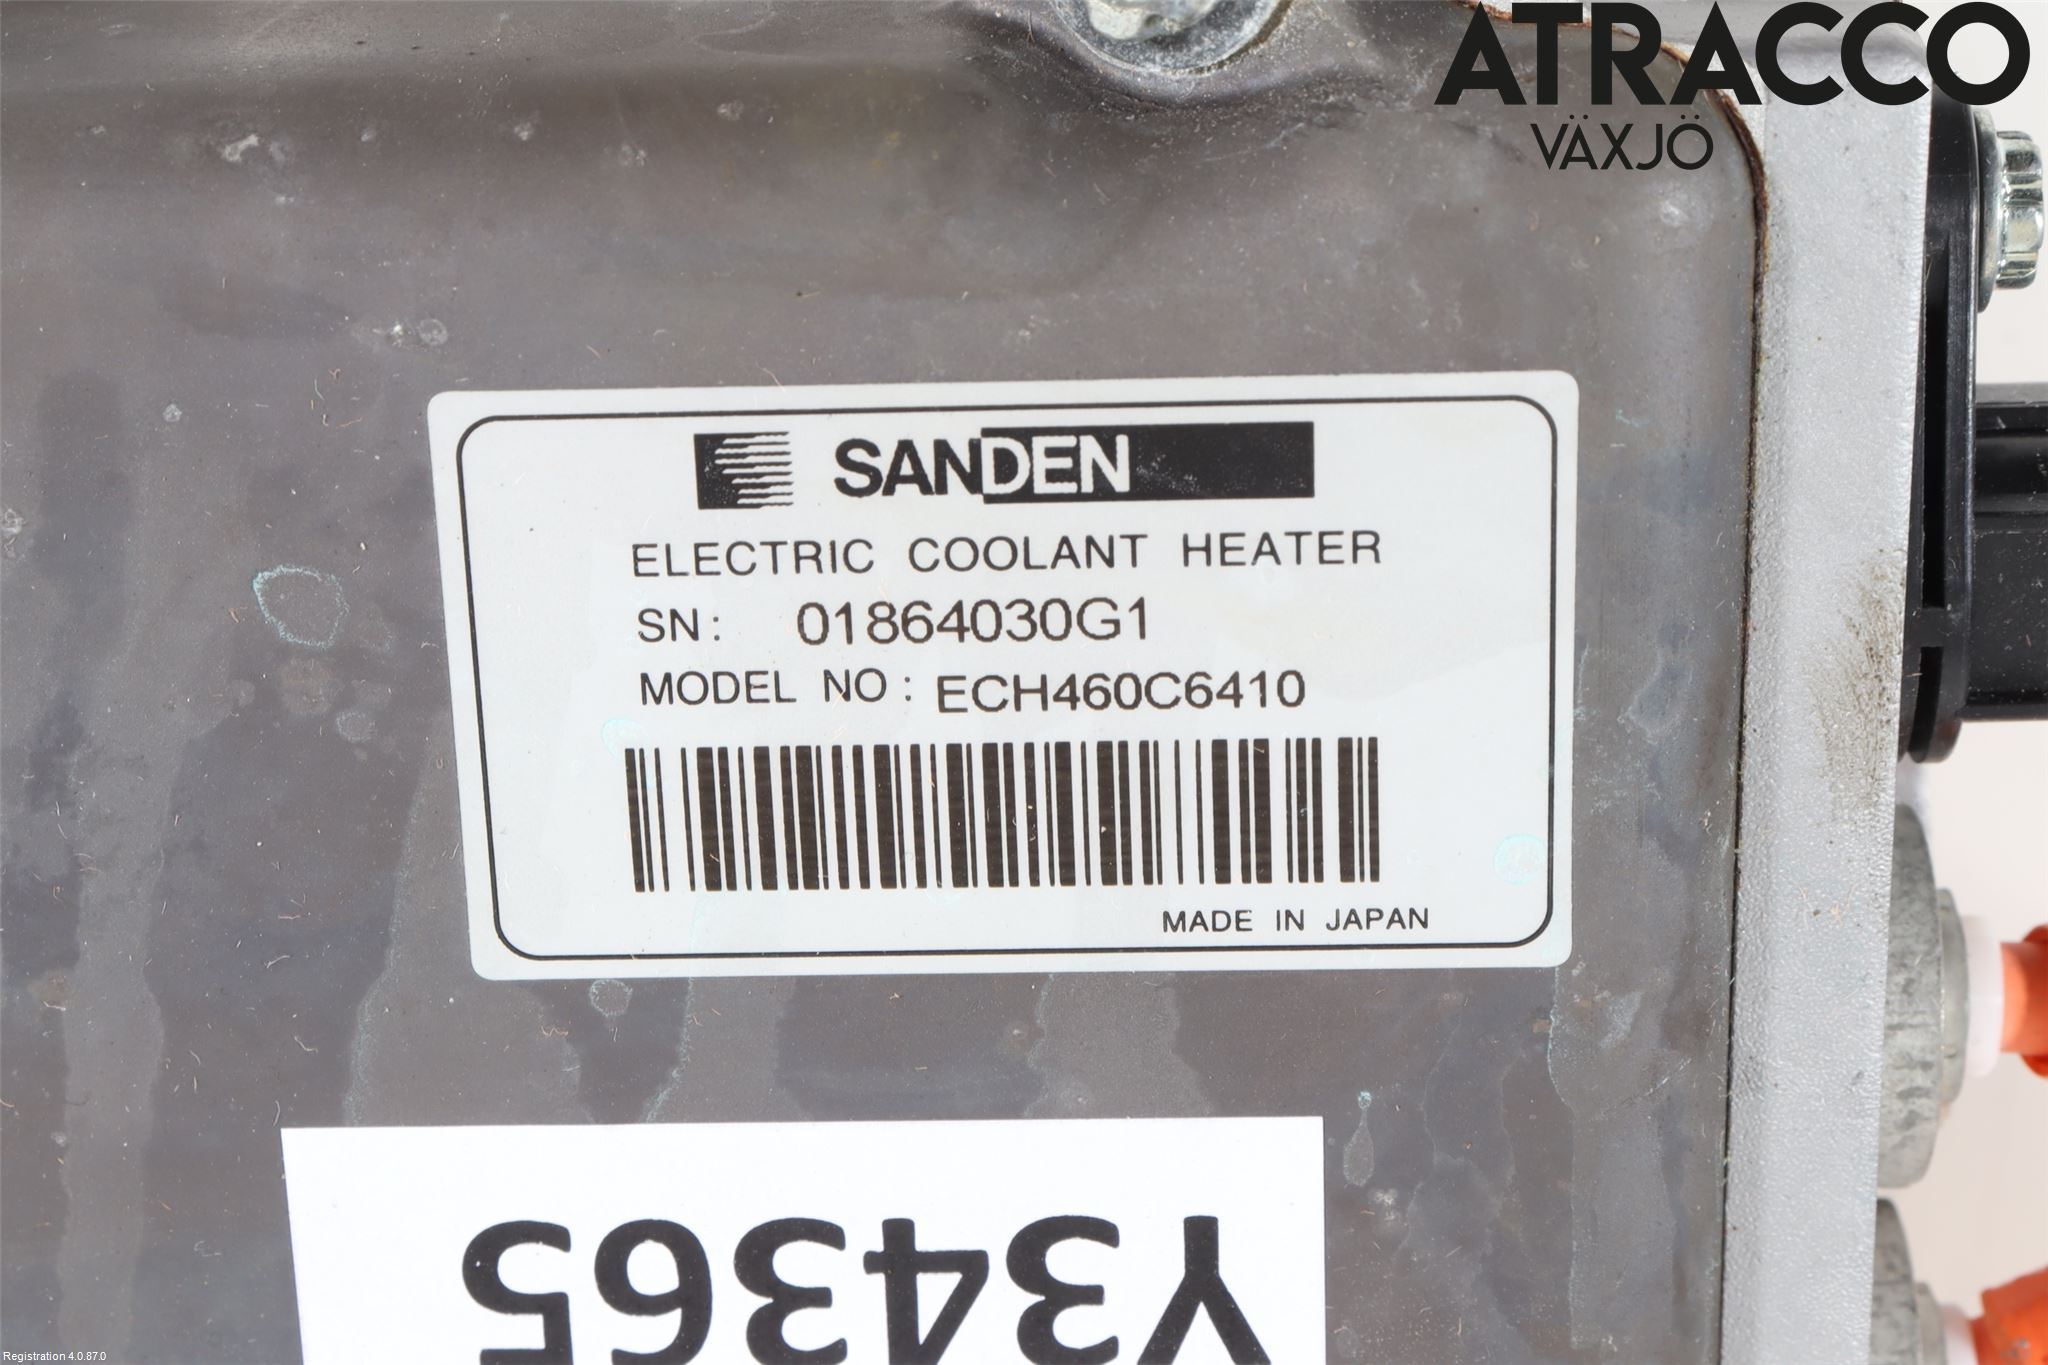 ATRACCO
VÄXJÖ
SANDEN
ELECTRIC COOLANT HEATER
SN: 01864030G1
MODEL NO: ECH460C6410
MADE IN JAPAN
Y34365
Registration 4.0.87.0